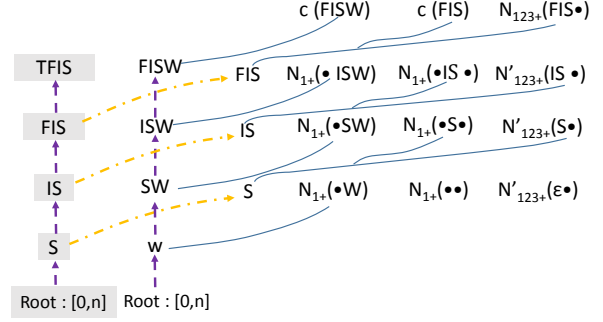 c (FISW) c (FIS) N₁₂₃₊(FIS•)
TFIS FISW FIS N₁₊(• ISW) N₁₊(•IS •) N’₁₂₃₊(IS •)
FIS ISW IS N₁₊(•SW) N₁₊(•S•) N’₁₂₃₊(S•)
IS SW S N₁₊(•W) N₁₊(••) N’₁₂₃₊(ε•)
S w
Root : [0,n] Root : [0,n]